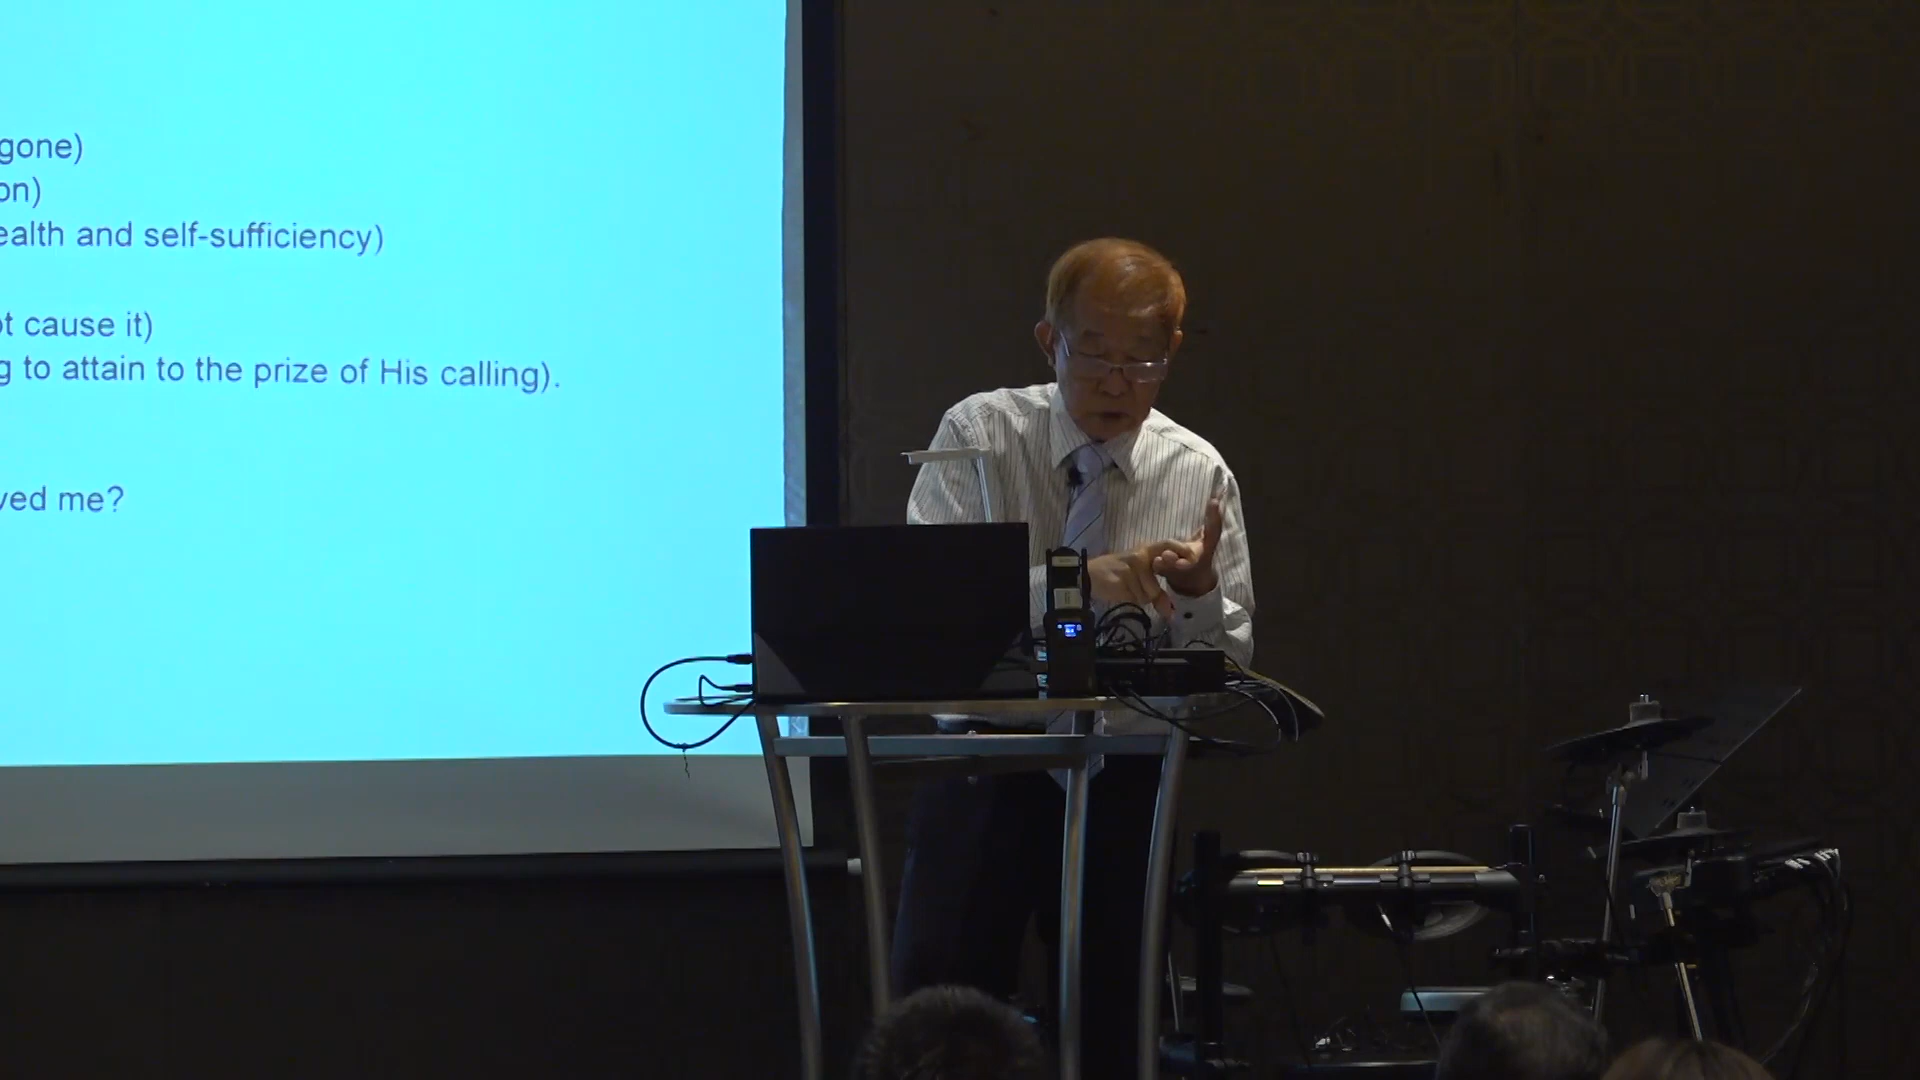 gone)
on)
ealth and self-sufficiency)
ot cause it)
g to attain to the prize of His calling).
ved me?